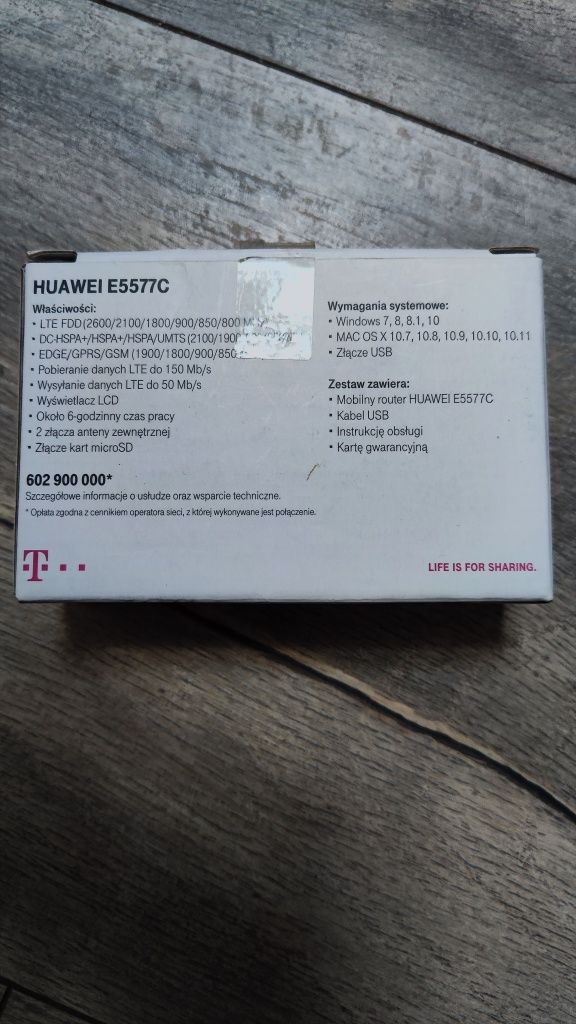 HUAWEI E5577C
Właściwości:
• LTE FDD (2600/2100/1800/900/850/800
• DC-HSPA+/HSPA+/HSPA/UMTS (2100/190
• EDGE/GPRS/GSM (1900/1800/900/850
• Pobieranie danych LTE do 150 Mb/s
• Wysyłanie danych LTE do 50 Mb/s
• Wyświetlacz LCD
• Około 6-godzinny czas pracy
• 2 złącza anteny zewnętrznej
• Złącze kart microSD
602 900 000*
Szczegółowe informacje o usłudze oraz wsparcie techniczne.
* Opłata zgodna z cennikiem operatora sieci, z której wykonywane jest połączenie.
Wymagania systemowe:
• Windows 7, 8, 8.1, 10
• MAC OS X 10.7, 10.8, 10.9, 10.10, 10.11
• Złącze USB
Zestaw zawiera:
• Mobilny router HUAWEI E5577C
• Kabel USB
• Instrukcję obsługi
• Kartę gwarancyjną
T
LIFE IS FOR SHARING.